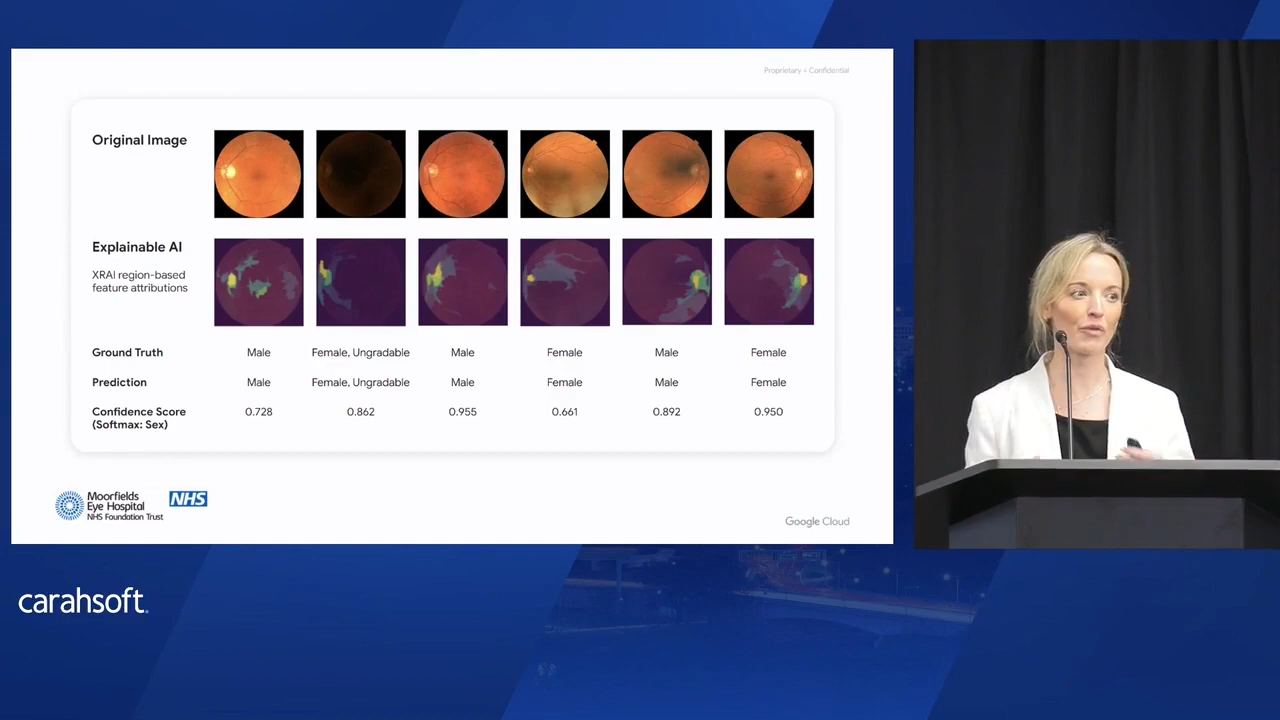 Proprietary + Confidential
Original Image
Explainable AI
XRAI region-based
feature attributions
Ground Truth Male Female, Ungradable Male Female Male Female
Prediction Male Female, Ungradable Male Female Male Female
Confidence Score
(Softmax: Sex) 0.728 0.862 0.955 0.661 0.892 0.950
Moorfields
Eye Hospital
NHS Foundation Trust
NHS
Google Cloud
carahsoft.